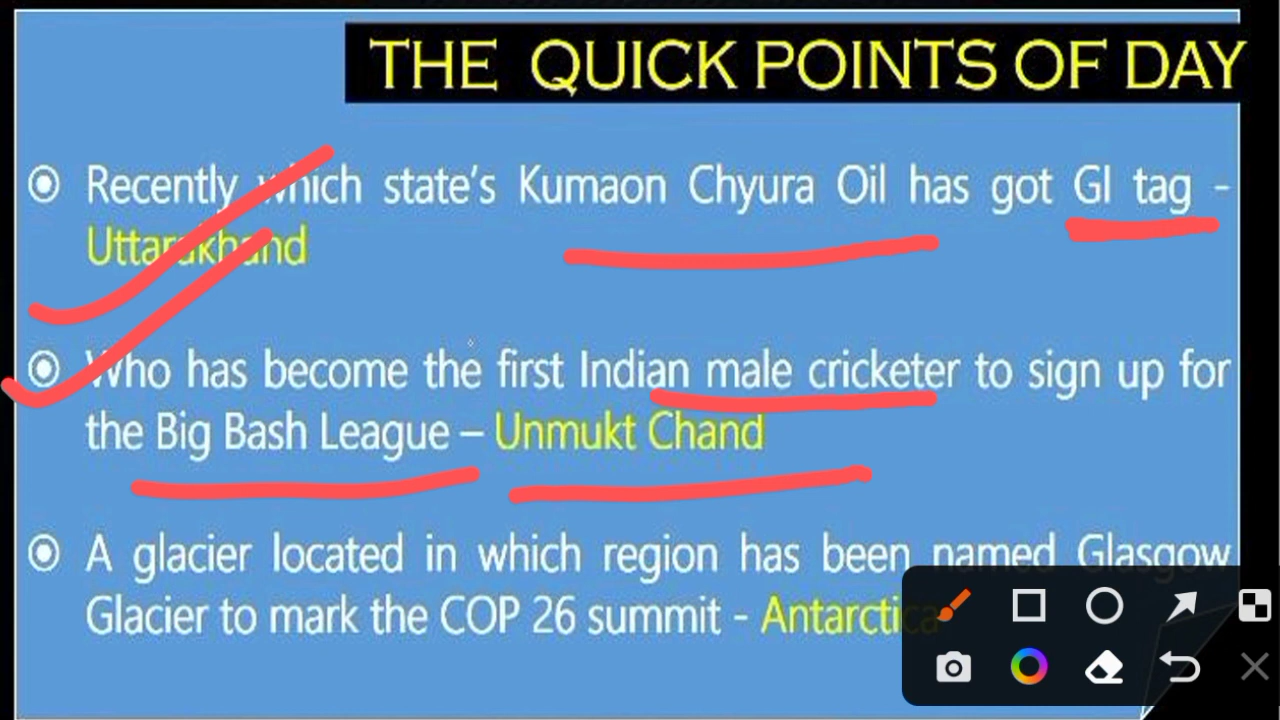 THE QUICK POINTS OF DAY
Recently which state's Kumaon Chyura Oil has got GI tag -
Uttarakhand
Who has become the first Indian male cricketer to sign up for
the Big Bash League – Unmukt Chand
A glacier located in which region has been named Glasgow
Glacier to mark the COP 26 summit - Antarctica